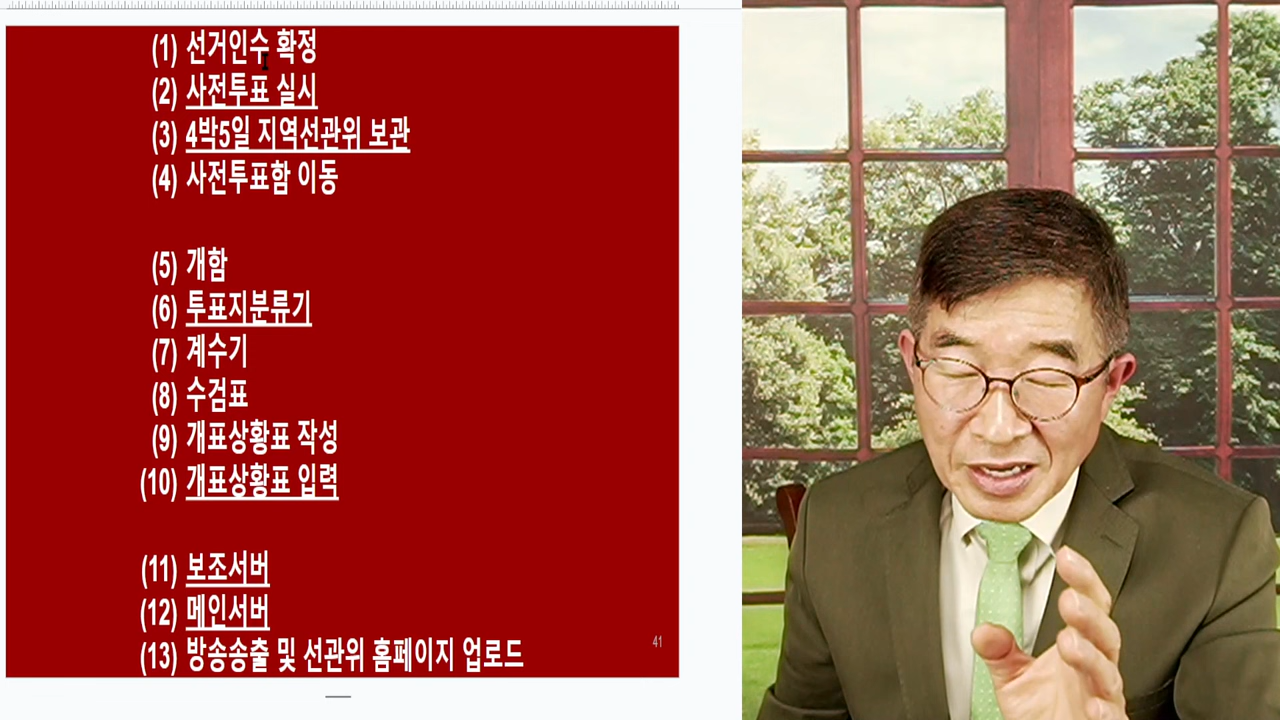 (1) 선거인수 확정
(2) 사전투표 실시
(3) 4박5일 지역선관위 보관
(4) 사전투표함 이동
(5) 개함
(6) 투표지분류기
(7) 계수기
(8) 수검표
(9) 개표상황표 작성
(10) 개표상황표 입력
(11) 보조서버
(12) 메인서버
(13) 방송송출 및 선관위 홈페이지 업로드
41